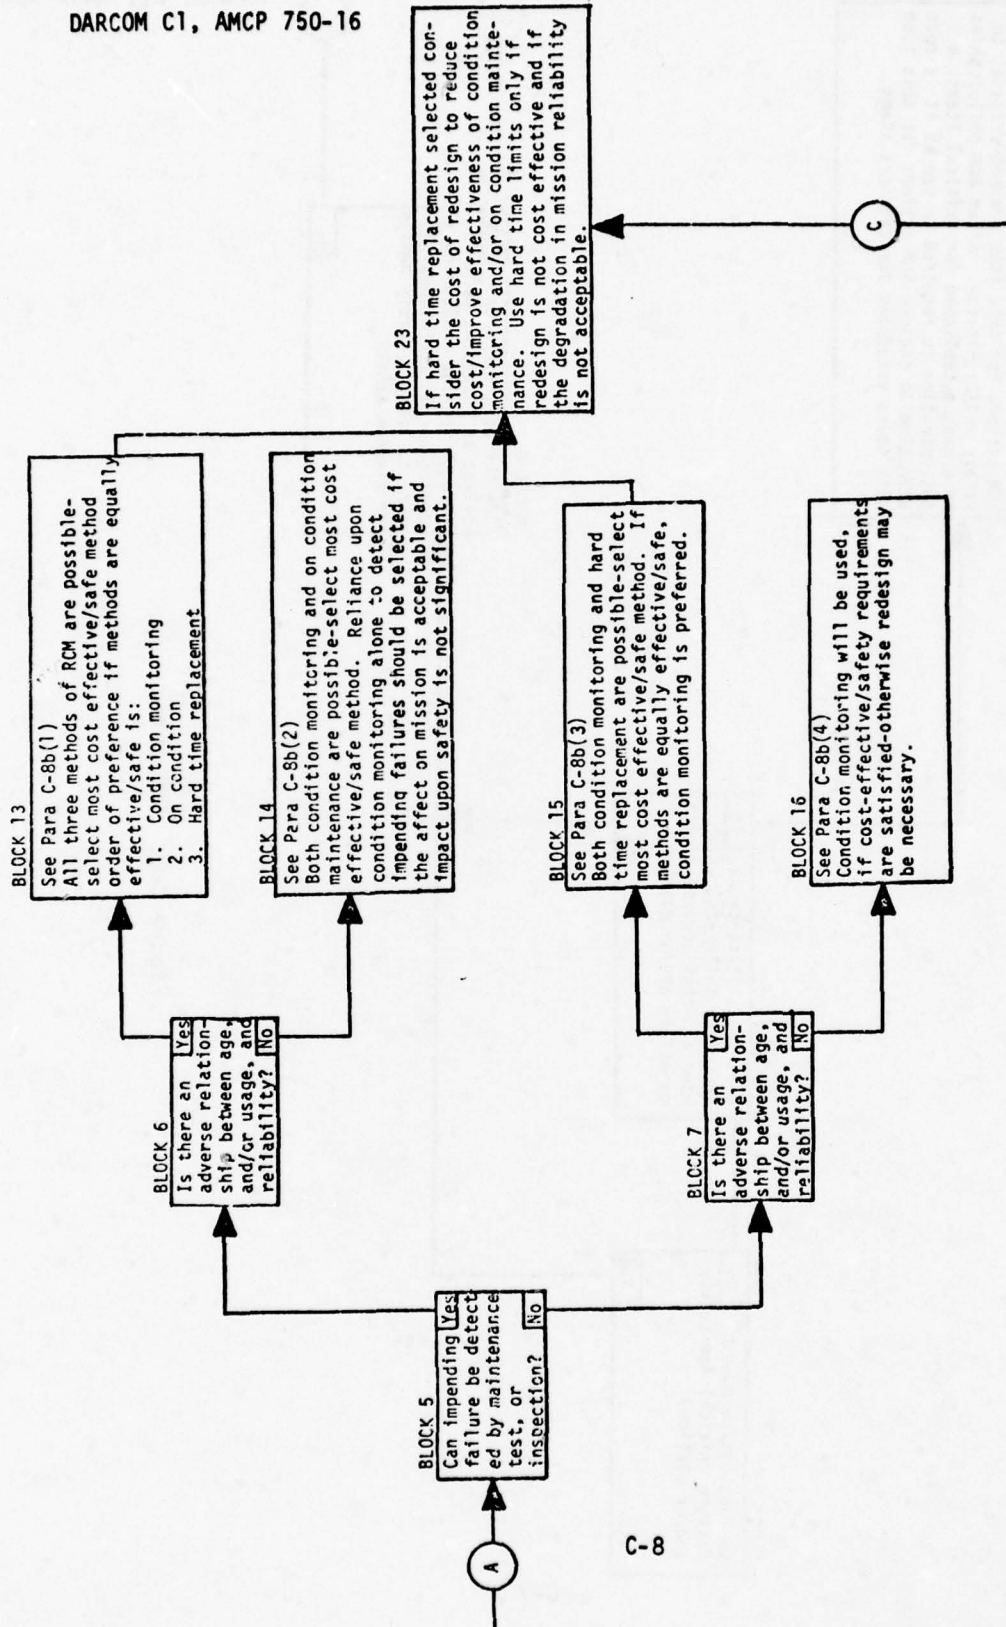 DARCOM C1, AMCP 750-16
A
BLOCK 5
Can impending Yes
failure be detect
ed by maintenance
test, or
inspection? No
BLOCK 6
Is there an Yes
adverse relation-
ship between age,
and/or usage, and
reliability? No
BLOCK 7
Is there an Yes
adverse relation-
ship between age,
and/or usage, and
reliability? No
BLOCK 13
See Para C-8b(1)
All three methods of RCM are possible-
select most cost effective/safe method
order of preference if methods are equally
effective/safe is:
1. Condition monitoring
2. On condition
3. Hard time replacement
BLOCK 14
See Para C-8b(2)
Both condition monitoring and on condition
maintenance are possible-select most cost
effective/safe method. Reliance upon
condition monitoring alone to detect
impending failures should be selected if
the affect on mission is acceptable and
impact upon safety is not significant.
BLOCK 15
See Para C-8b(3)
Both condition monitoring and hard
time replacement are possible-select
most cost effective/safe method. If
methods are equally effective/safe,
condition monitoring is preferred.
BLOCK 16
See Para C-8b(4)
Condition monitoring will be used,
if cost-effective/safety requirements
are satisfied-otherwise redesign may
be necessary.
BLOCK 23
If hard time replacement selected con-
sider the cost of redesign to reduce
cost/improve effectiveness of condition
monitoring and/or on condition mainte-
nance. Use hard time limits only if
redesign is not cost effective and if
the degradation in mission reliability
is not acceptable.
C
C-8